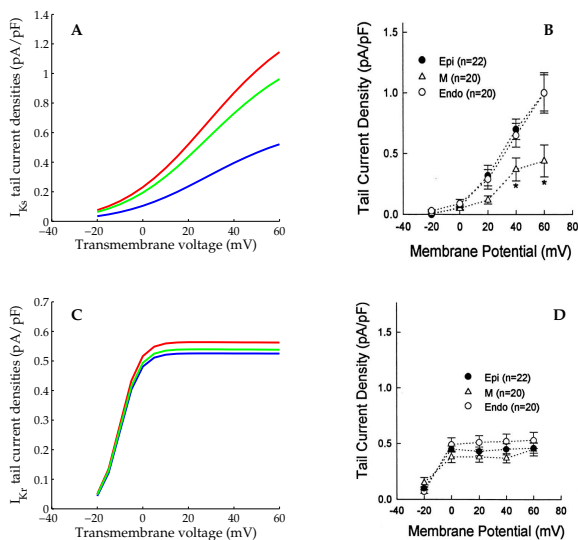 A
I_Ks tail current densities (pA/pF)
1.4
1.2
1
0.8
0.6
0.4
0.2
0
−40 −20 0 20 40 60
Transmembrane voltage (mV)
B
Tail Current Density (pA/pF)
1.5
1.0
0.5
0.0
Epi (n=22)
M (n=20)
Endo (n=20)
* *
-40 -20 0 20 40 60 80
Membrane Potential (mV)
C
I_Kr tail current densities (pA/pF)
0.7
0.6
0.5
0.4
0.3
0.2
0.1
0
−40 −20 0 20 40 60
Transmembrane voltage (mV)
D
Tail Current Density (pA/pF)
1.5
1.0
0.5
0.0
Epi (n=22)
M (n=20)
Endo (n=20)
-40 -20 0 20 40 60 80
Membrane Potential (mV)